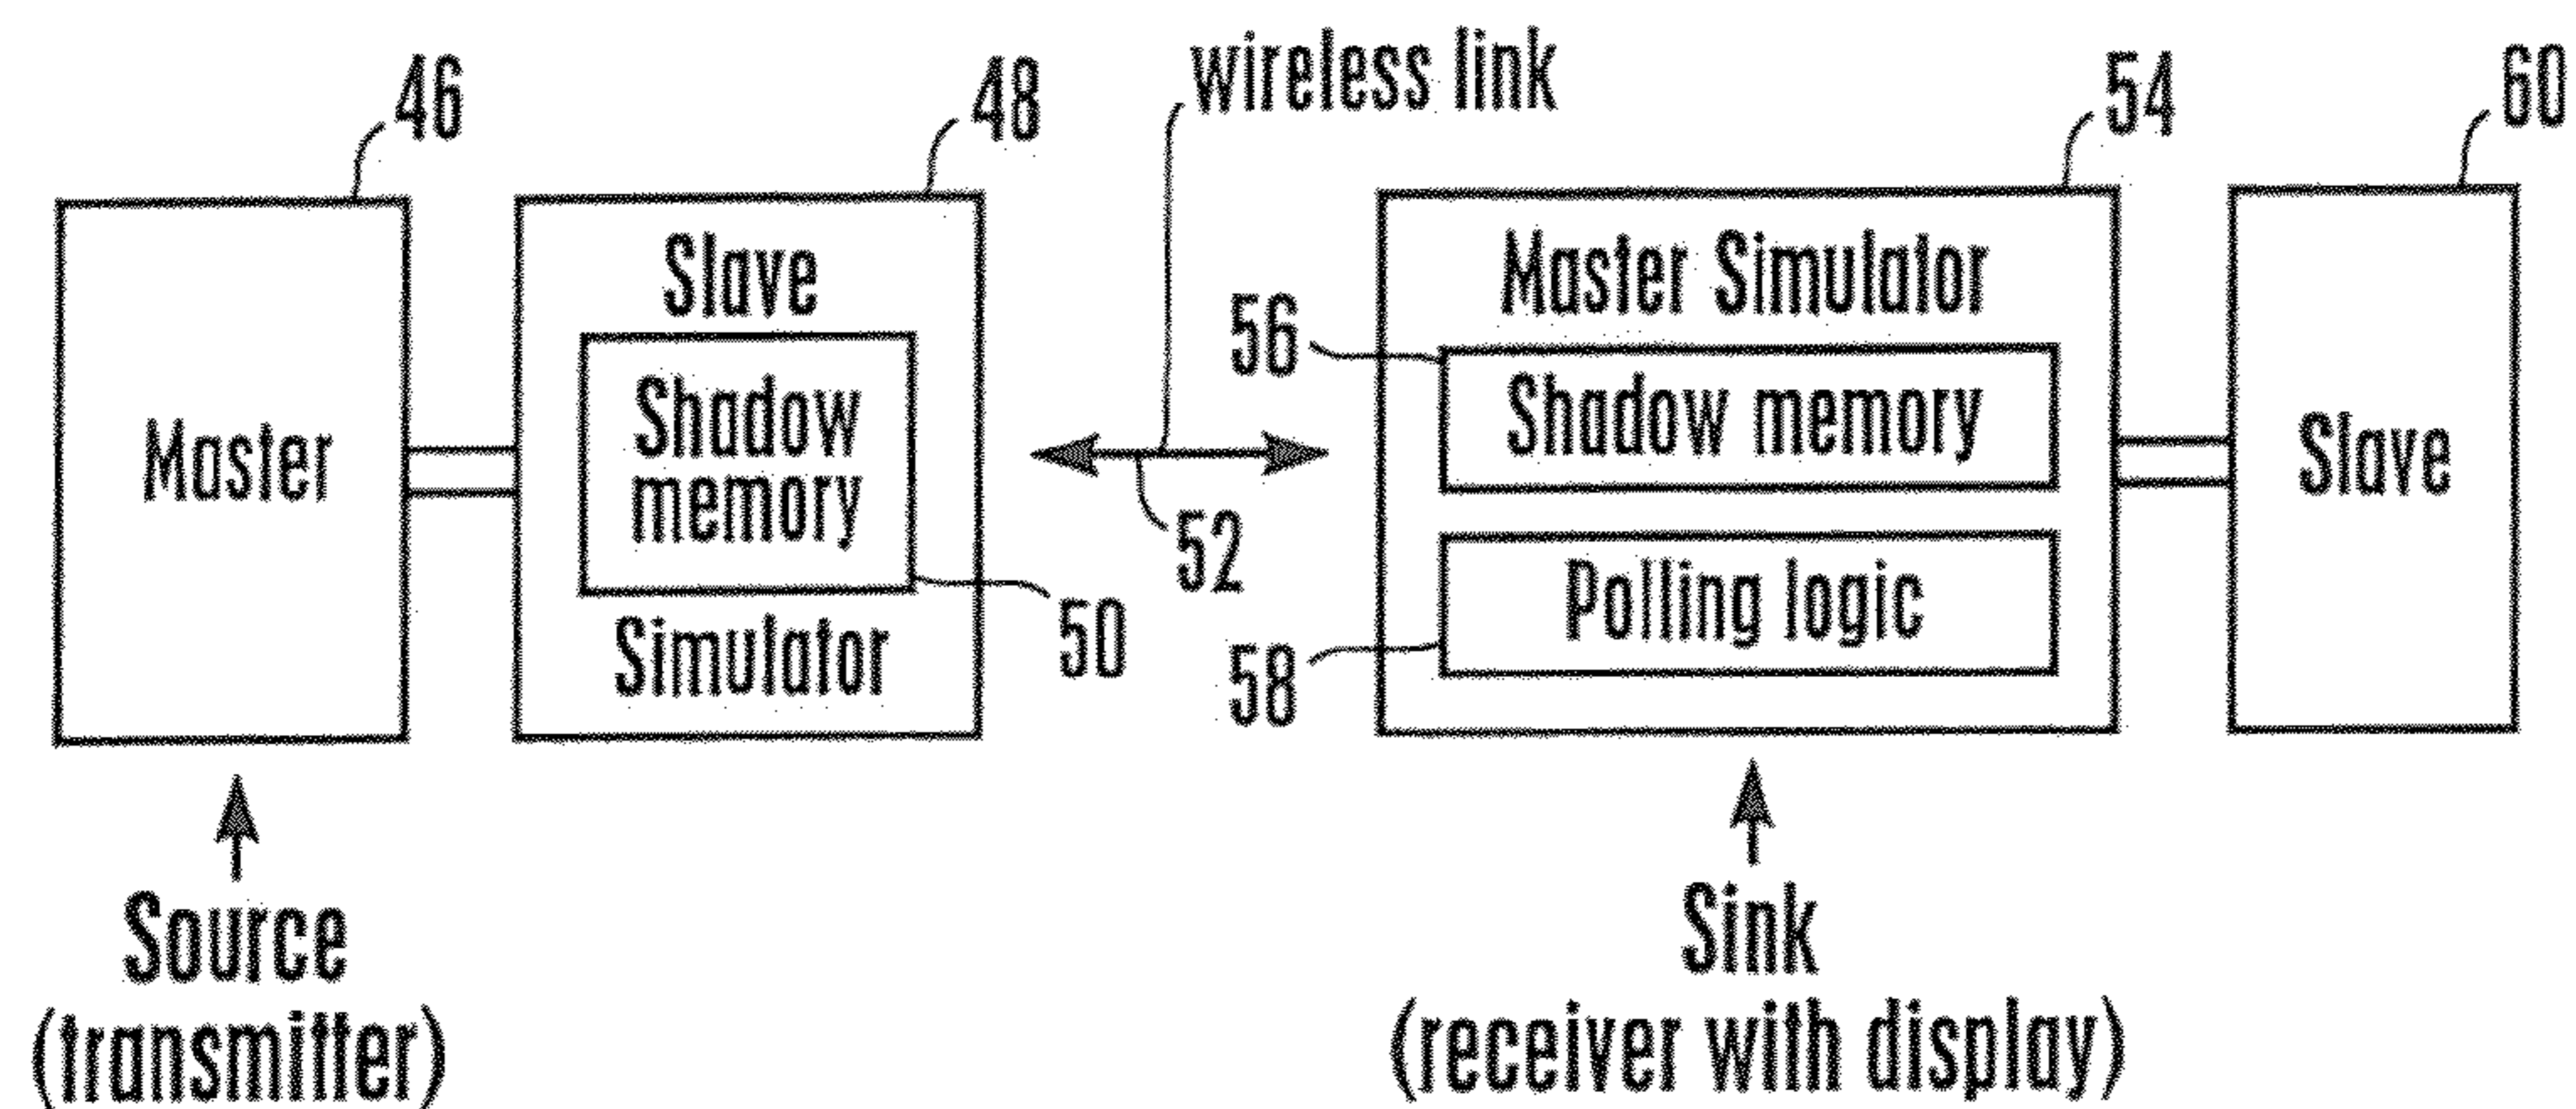 46
48
wireless link
54
60
Master
Slave
Shadow
memory
Simulator
50
52
Master Simulator
56
Shadow memory
58
Polling logic
Slave
Source
(transmitter)
Sink
(receiver with display)